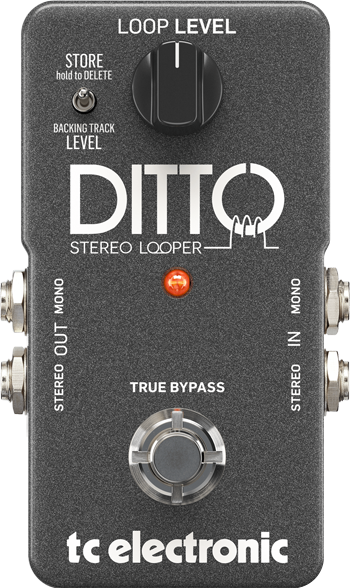 LOOP LEVEL
STORE
hold to DELETE
BACKING TRACK
LEVEL
DITTO
STEREO LOOPER
MONO
STEREO
OUT
MONO
STEREO
IN
TRUE BYPASS
tc electronic